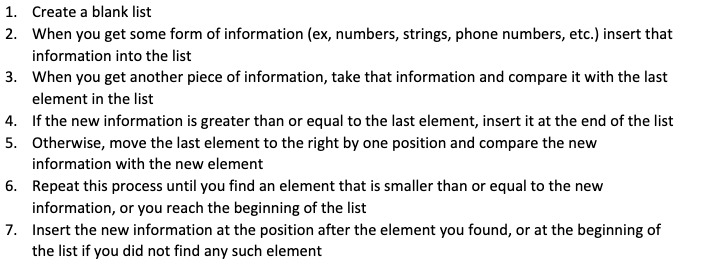 1. Create a blank list
2. When you get some form of information (ex, numbers, strings, phone numbers, etc.) insert that
information into the list
3. When you get another piece of information, take that information and compare it with the last
element in the list
4. If the new information is greater than or equal to the last element, insert it at the end of the list
5. Otherwise, move the last element to the right by one position and compare the new
information with the new element
6. Repeat this process until you find an element that is smaller than or equal to the new
information, or you reach the beginning of the list
7. Insert the new information at the position after the element you found, or at the beginning of
the list if you did not find any such element